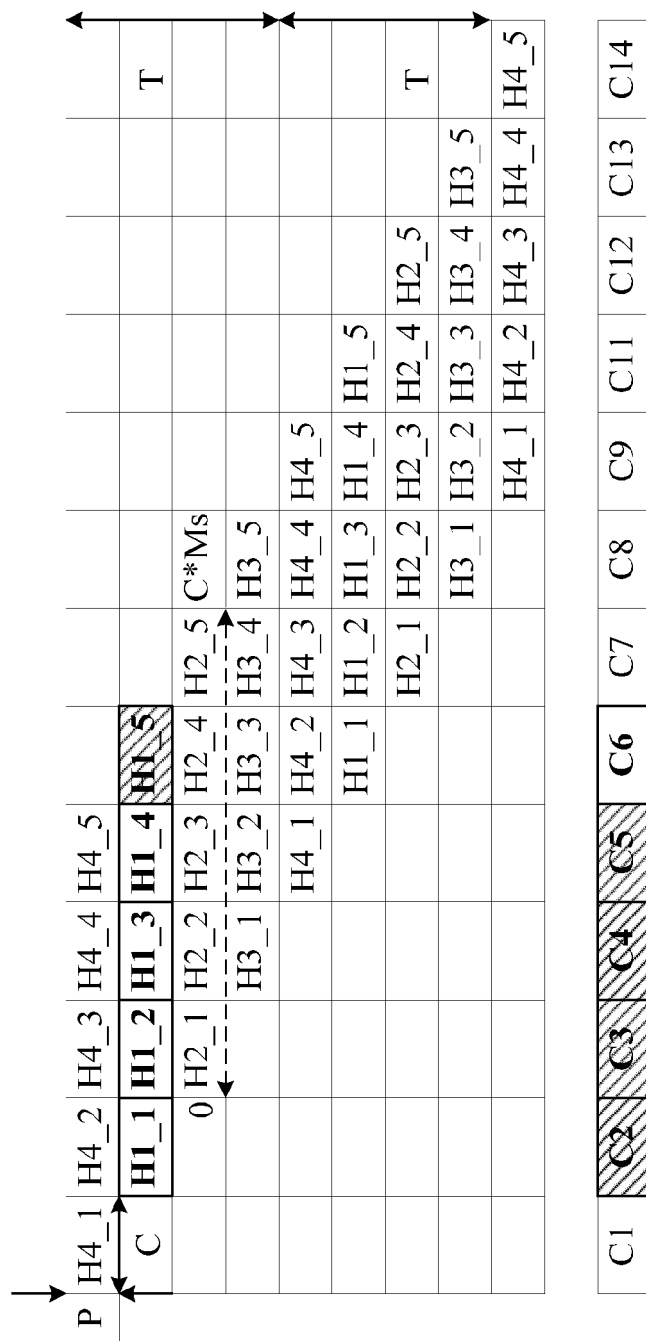 P H4_1 H4_2 H4_3 H4_4 H4_5
C H1_1 H1_2 H1_3 H1_4 H1_5 T
0 H2_1 H2_2 H2_3 H2_4 H2_5 C*Ms
H3_1 H3_2 H3_3 H3_4 H3_5
H4_1 H4_2 H4_3 H4_4 H4_5
H1_1 H1_2 H1_3 H1_4 H1_5
H2_1 H2_2 H2_3 H2_4 H2_5 T
H3_1 H3_2 H3_3 H3_4 H3_5
H4_1 H4_2 H4_3 H4_4 H4_5
C1 C2 C3 C4 C5 C6 C7 C8 C9 C11 C12 C13 C14